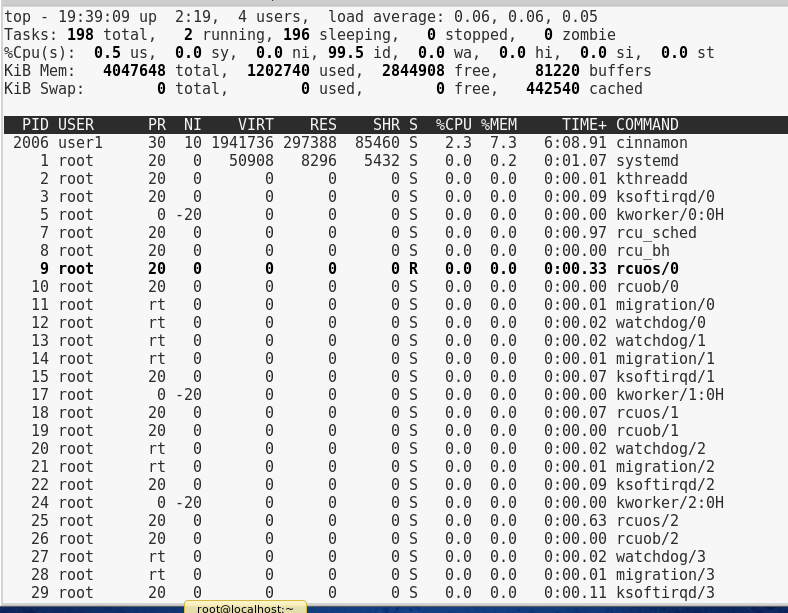 top - 19:39:09 up  2:19,  4 users,  load average: 0.06, 0.06, 0.05
Tasks: 198 total,   2 running, 196 sleeping,   0 stopped,   0 zombie
%Cpu(s):  0.5 us,  0.0 sy,  0.0 ni, 99.5 id,  0.0 wa,  0.0 hi,  0.0 si,  0.0 st
KiB Mem:   4047648 total,  1202740 used,  2844908 free,    81220 buffers
KiB Swap:        0 total,        0 used,        0 free.   442540 cached
  PID USER      PR  NI    VIRT    RES    SHR S  %CPU %MEM     TIME+ COMMAND
 2006 user1     30  10 1941736 297388  85460 S   2.3  7.3   6:08.91 cinnamon
    1 root      20   0   50908   8296   5432 S   0.0  0.2   0:01.07 systemd
    2 root      20   0       0      0      0 S   0.0  0.0   0:00.01 kthreadd
    3 root      20   0       0      0      0 S   0.0  0.0   0:00.09 ksoftirqd/0
    5 root       0 -20       0      0      0 S   0.0  0.0   0:00.00 kworker/0:0H
    7 root      20   0       0      0      0 S   0.0  0.0   0:00.97 rcu_sched
    8 root      20   0       0      0      0 S   0.0  0.0   0:00.00 rcu_bh
    9 root      20   0       0      0      0 R   0.0  0.0   0:00.33 rcuos/0
   10 root      20   0       0      0      0 S   0.0  0.0   0:00.00 rcuob/0
   11 root      rt   0       0      0      0 S   0.0  0.0   0:00.01 migration/0
   12 root      rt   0       0      0      0 S   0.0  0.0   0:00.02 watchdog/0
   13 root      rt   0       0      0      0 S   0.0  0.0   0:00.02 watchdog/1
   14 root      rt   0       0      0      0 S   0.0  0.0   0:00.01 migration/1
   15 root      20   0       0      0      0 S   0.0  0.0   0:00.07 ksoftirqd/1
   17 root       0 -20       0      0      0 S   0.0  0.0   0:00.00 kworker/1:0H
   18 root      20   0       0      0      0 S   0.0  0.0   0:00.07 rcuos/1
   19 root      20   0       0      0      0 S   0.0  0.0   0:00.00 rcuob/1
   20 root      rt   0       0      0      0 S   0.0  0.0   0:00.02 watchdog/2
   21 root      rt   0       0      0      0 S   0.0  0.0   0:00.01 migration/2
   22 root      20   0       0      0      0 S   0.0  0.0   0:00.09 ksoftirqd/2
   24 root       0 -20       0      0      0 S   0.0  0.0   0:00.00 kworker/2:0H
   25 root      20   0       0      0      0 S   0.0  0.0   0:00.63 rcuos/2
   26 root      20   0       0      0      0 S   0.0  0.0   0:00.00 rcuob/2
   27 root      rt   0       0      0      0 S   0.0  0.0   0:00.02 watchdog/3
   28 root      rt   0       0      0      0 S   0.0  0.0   0:00.01 migration/3
   29 root      20   0       0      0      0 S   0.0  0.0   0:00.11 ksoftirqd/3
root@localhost:~